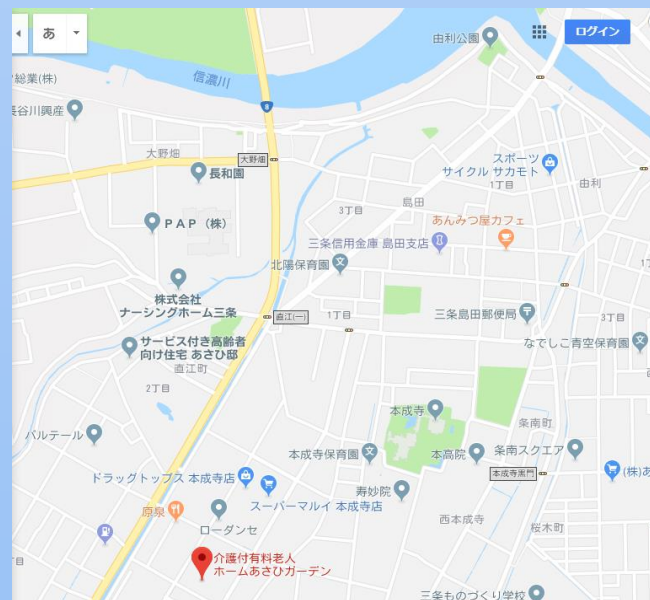 あ
ログイン
由利公園
総業(株)
長谷川興産
信濃川
8
大野畑
大野畑
長和園
スポーツ
サイクル サカモト
1丁目
由利
島田
3丁目
あんみつ屋カフェ
PAP (株)
三条信用金庫 島田支店
北陽保育園
株式会社
ナーシングホーム三条
直江(一)
1丁目
三条島田郵便局
3丁目
サービス付き高齢者
向け住宅 あさひ邸
なでしこ青空保育園
直江町
2丁目
本成寺
条南町
パルテール
本成寺保育園
本高院
条南スクエア
ドラッグトップス 本成寺店
本成寺黒門
(株)あ
スーパーマルイ 本成寺店
寿妙院
原泉
ローダンセ
西本成寺
桜木町
介護付有料老人
ホームあさひガーデン
三条ものづくり学校